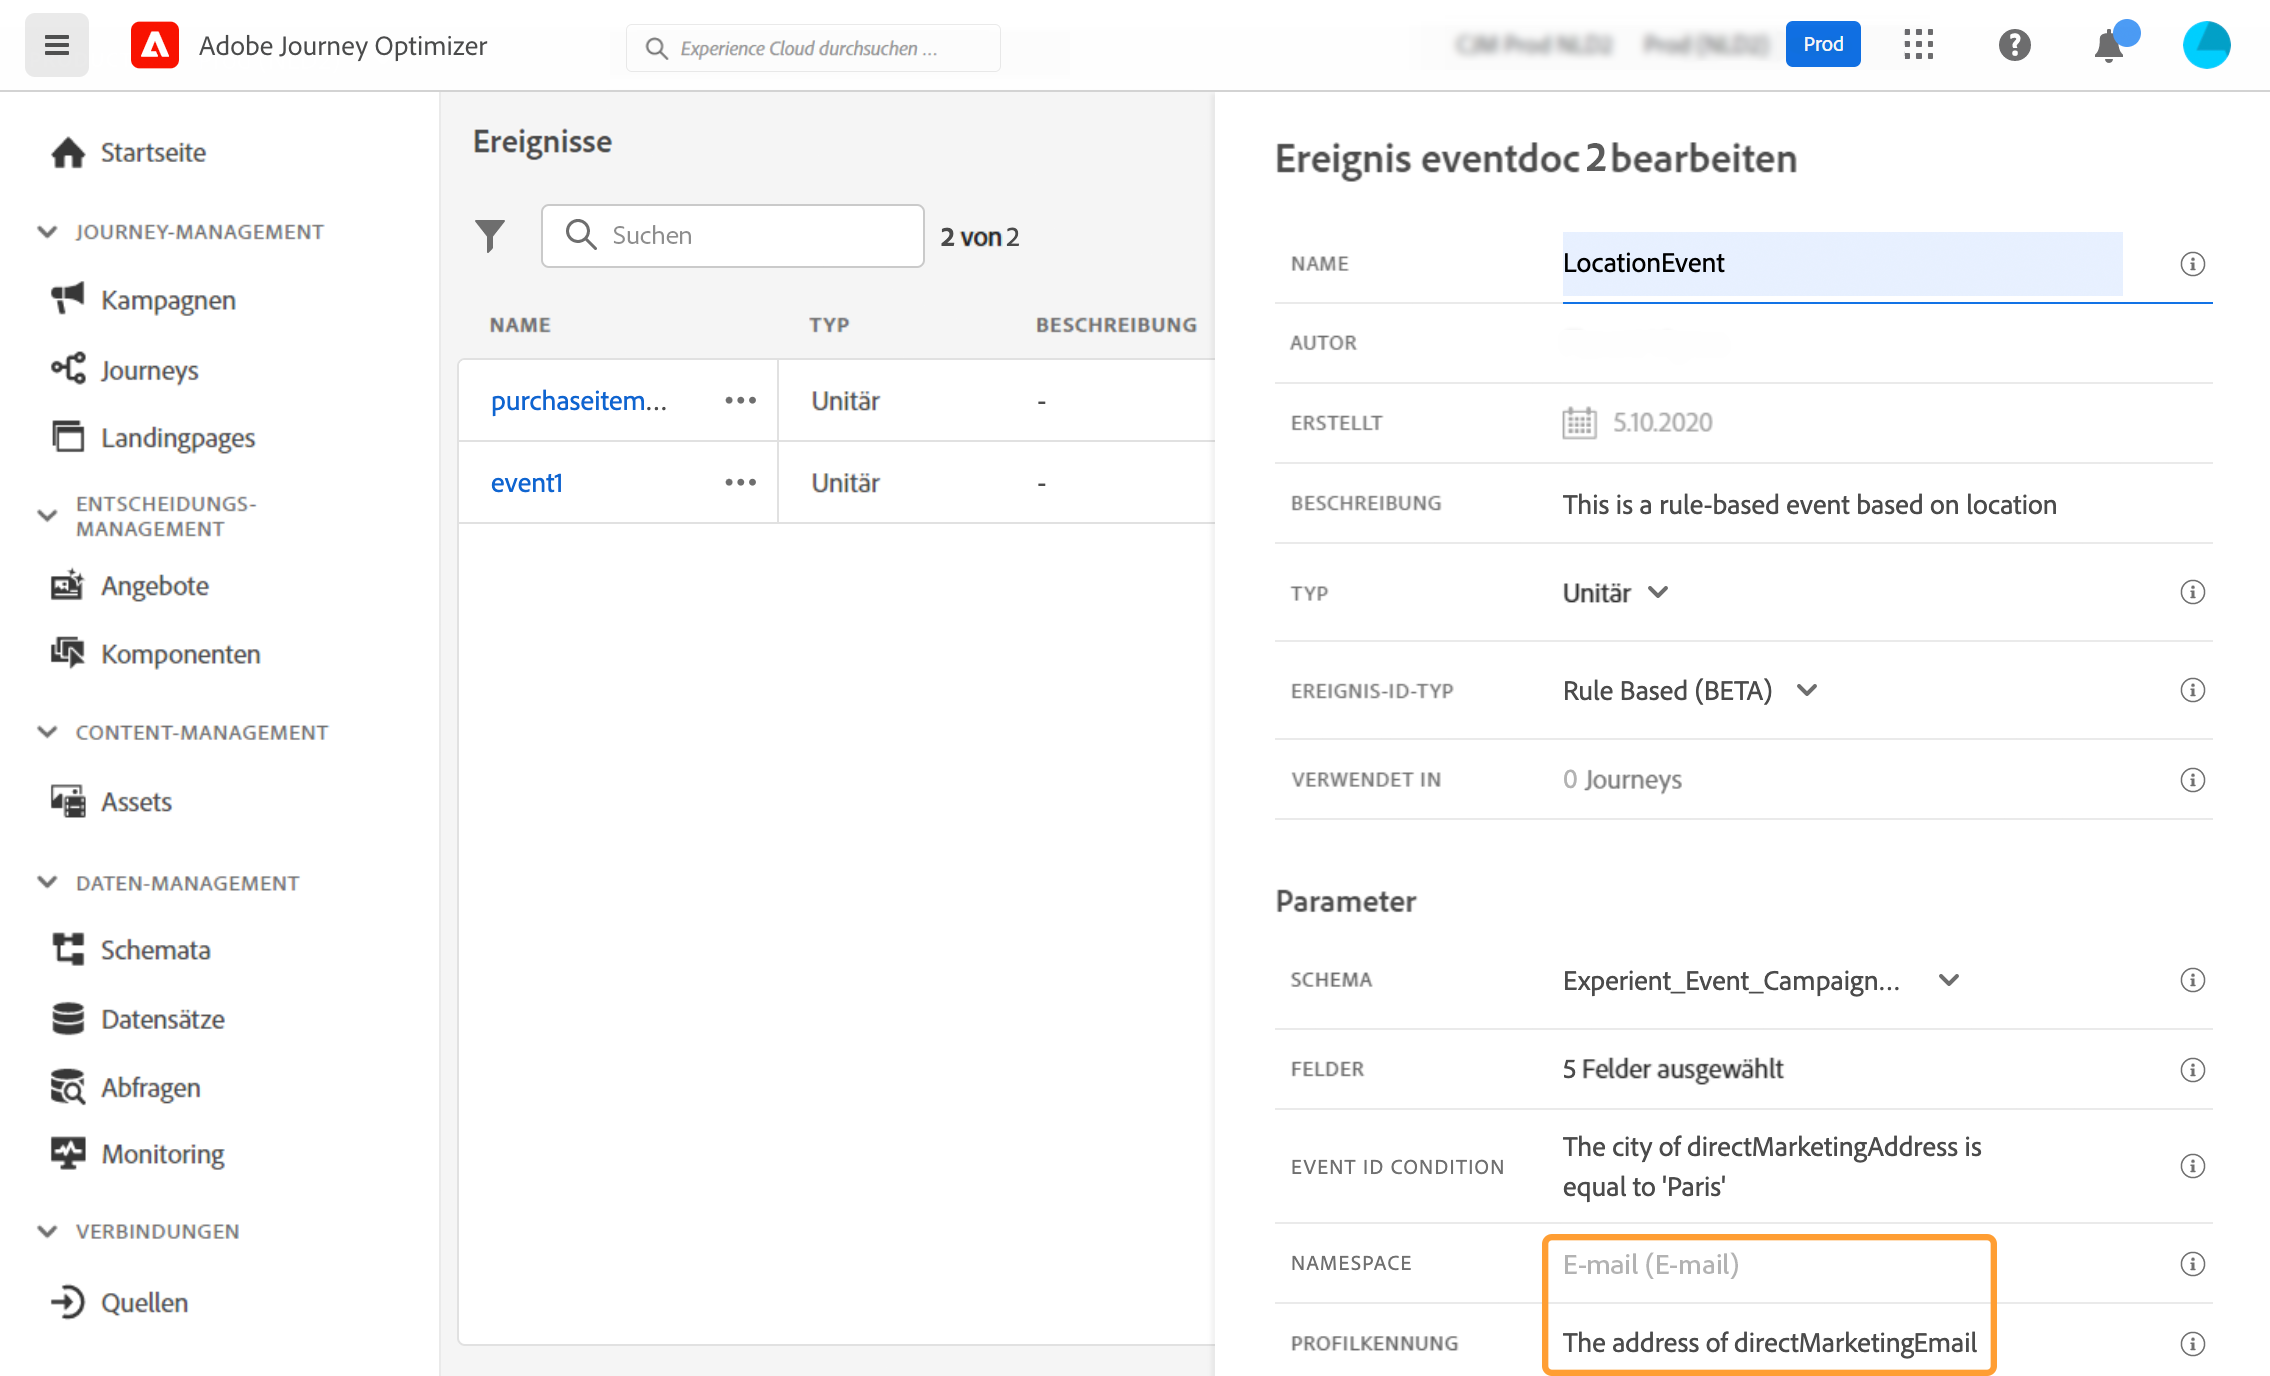 Adobe Journey Optimizer
Experience Cloud durchsuchen ...
Prod
Startseite
JOURNEY-MANAGEMENT
Kampagnen
Journeys
Landingpages
ENTSCHEIDUNGS-
MANAGEMENT
Angebote
Komponenten
CONTENT-MANAGEMENT
Assets
DATEN-MANAGEMENT
Schemata
Datensätze
Abfragen
Monitoring
VERBINDUNGEN
Quellen
Ereignisse
Suchen
2 von 2
NAME TYP BESCHREIBUNG
purchaseitem... ••• Unitär -
event1 ••• Unitär -
Ereignis eventdoc 2 bearbeiten
NAME LocationEvent
AUTOR
ERSTELLT 5.10.2020
BESCHREIBUNG This is a rule-based event based on location
TYP Unitär
EREIGNIS-ID-TYP Rule Based (BETA)
VERWENDET IN 0 Journeys
Parameter
SCHEMA Experient_Event_Campaign...
FELDER 5 Felder ausgewählt
EVENT ID CONDITION The city of directMarketingAddress is
equal to 'Paris'
NAMESPACE E-mail (E-mail)
PROFILKENNUNG The address of directMarketingEmail